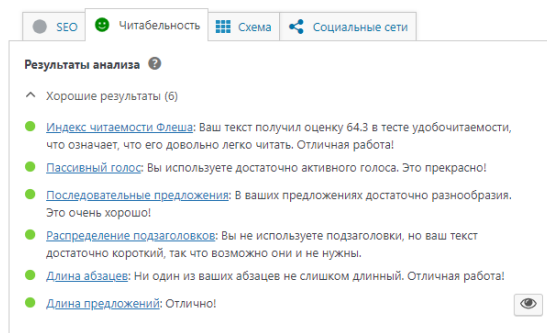 SEO
Читабельность
Схема
Социальные сети
Результаты анализа ?
Хорошие результаты (6)
Индекс читаемости Флеша: Ваш текст получил оценку 64.3 в тесте удобочитаемости,
что означает, что его довольно легко читать. Отличная работа!
Пассивный голос: Вы используете достаточно активного голоса. Это прекрасно!
Последовательные предложения: В ваших предложениях достаточно разнообразия.
Это очень хорошо!
Распределение подзаголовков: Вы не используете подзаголовки, но ваш текст
достаточно короткий, так что возможно они и не нужны.
Длина абзацев: Ни один из ваших абзацев не слишком длинный. Отличная работа!
Длина предложений: Отлично!